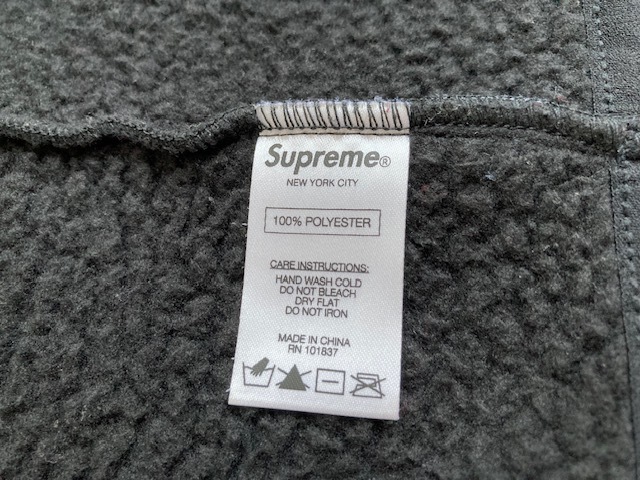 Supreme®
NEW YORK CITY
100% POLYESTER
CARE INSTRUCTIONS:
HAND WASH COLD
DO NOT BLEACH
DRY FLAT
DO NOT IRON
MADE IN CHINA
RN 101837